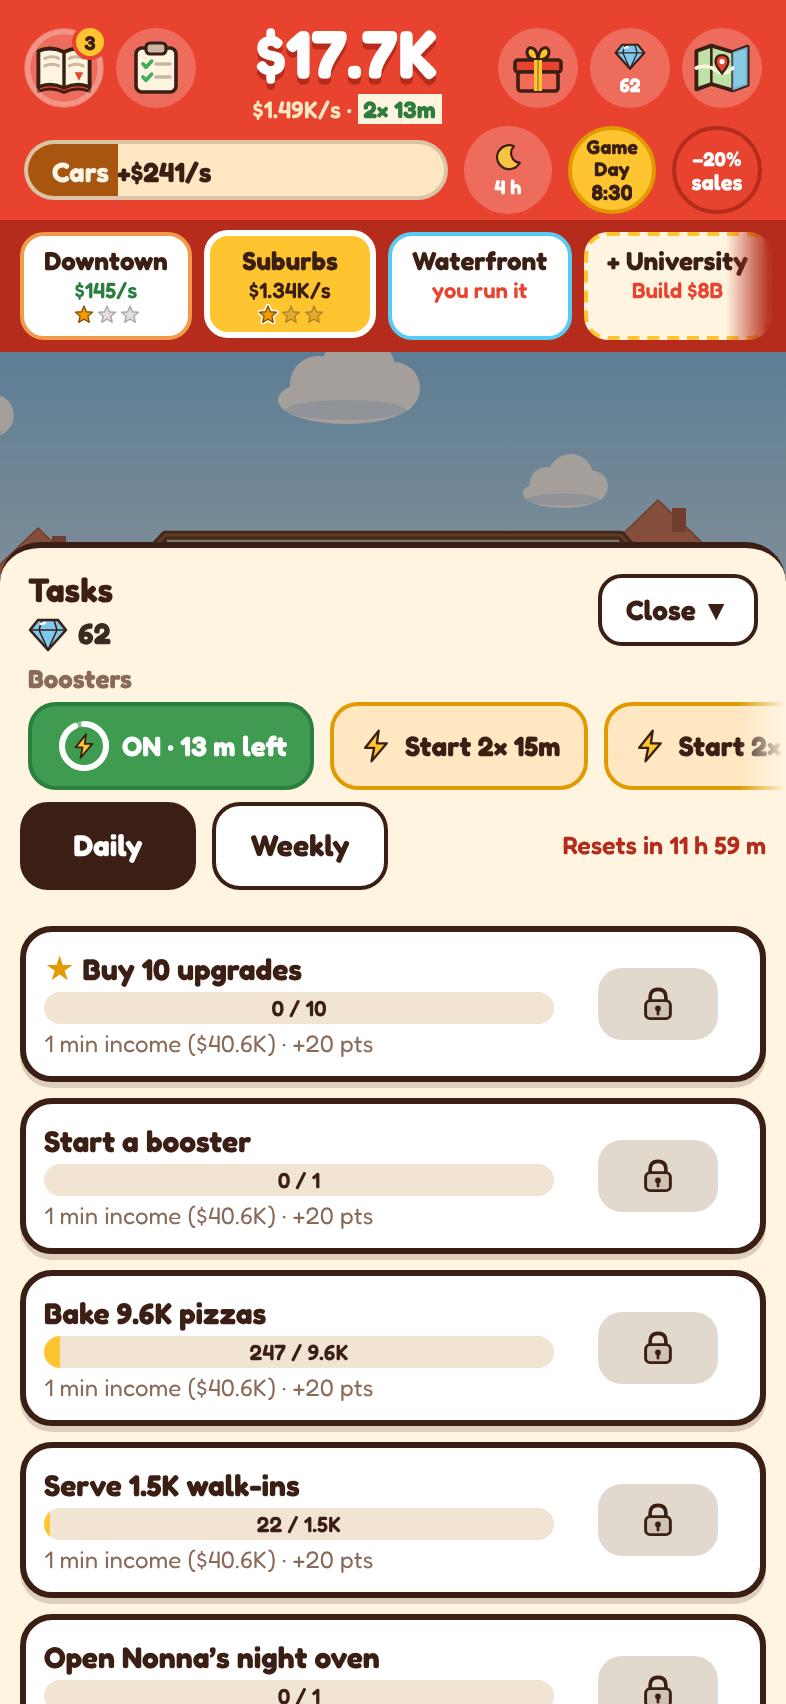 3
$17.7K
$1.49K/s · 2x 13m
62
Cars +$241/s
4 h
Game
Day
8:30
−20%
sales
Downtown
$145/s
Suburbs
$1.34K/s
Waterfront
you run it
+ University
Build $8B
Tasks
62
Close ▼
Boosters
ON · 13 m left
Start 2x 15m
Start 2x
Daily
Weekly
Resets in 11 h 59 m
★ Buy 10 upgrades
0 / 10
1 min income ($40.6K) · +20 pts
Start a booster
0 / 1
1 min income ($40.6K) · +20 pts
Bake 9.6K pizzas
247 / 9.6K
1 min income ($40.6K) · +20 pts
Serve 1.5K walk-ins
22 / 1.5K
1 min income ($40.6K) · +20 pts
Open Nonna's night oven
0 / 1